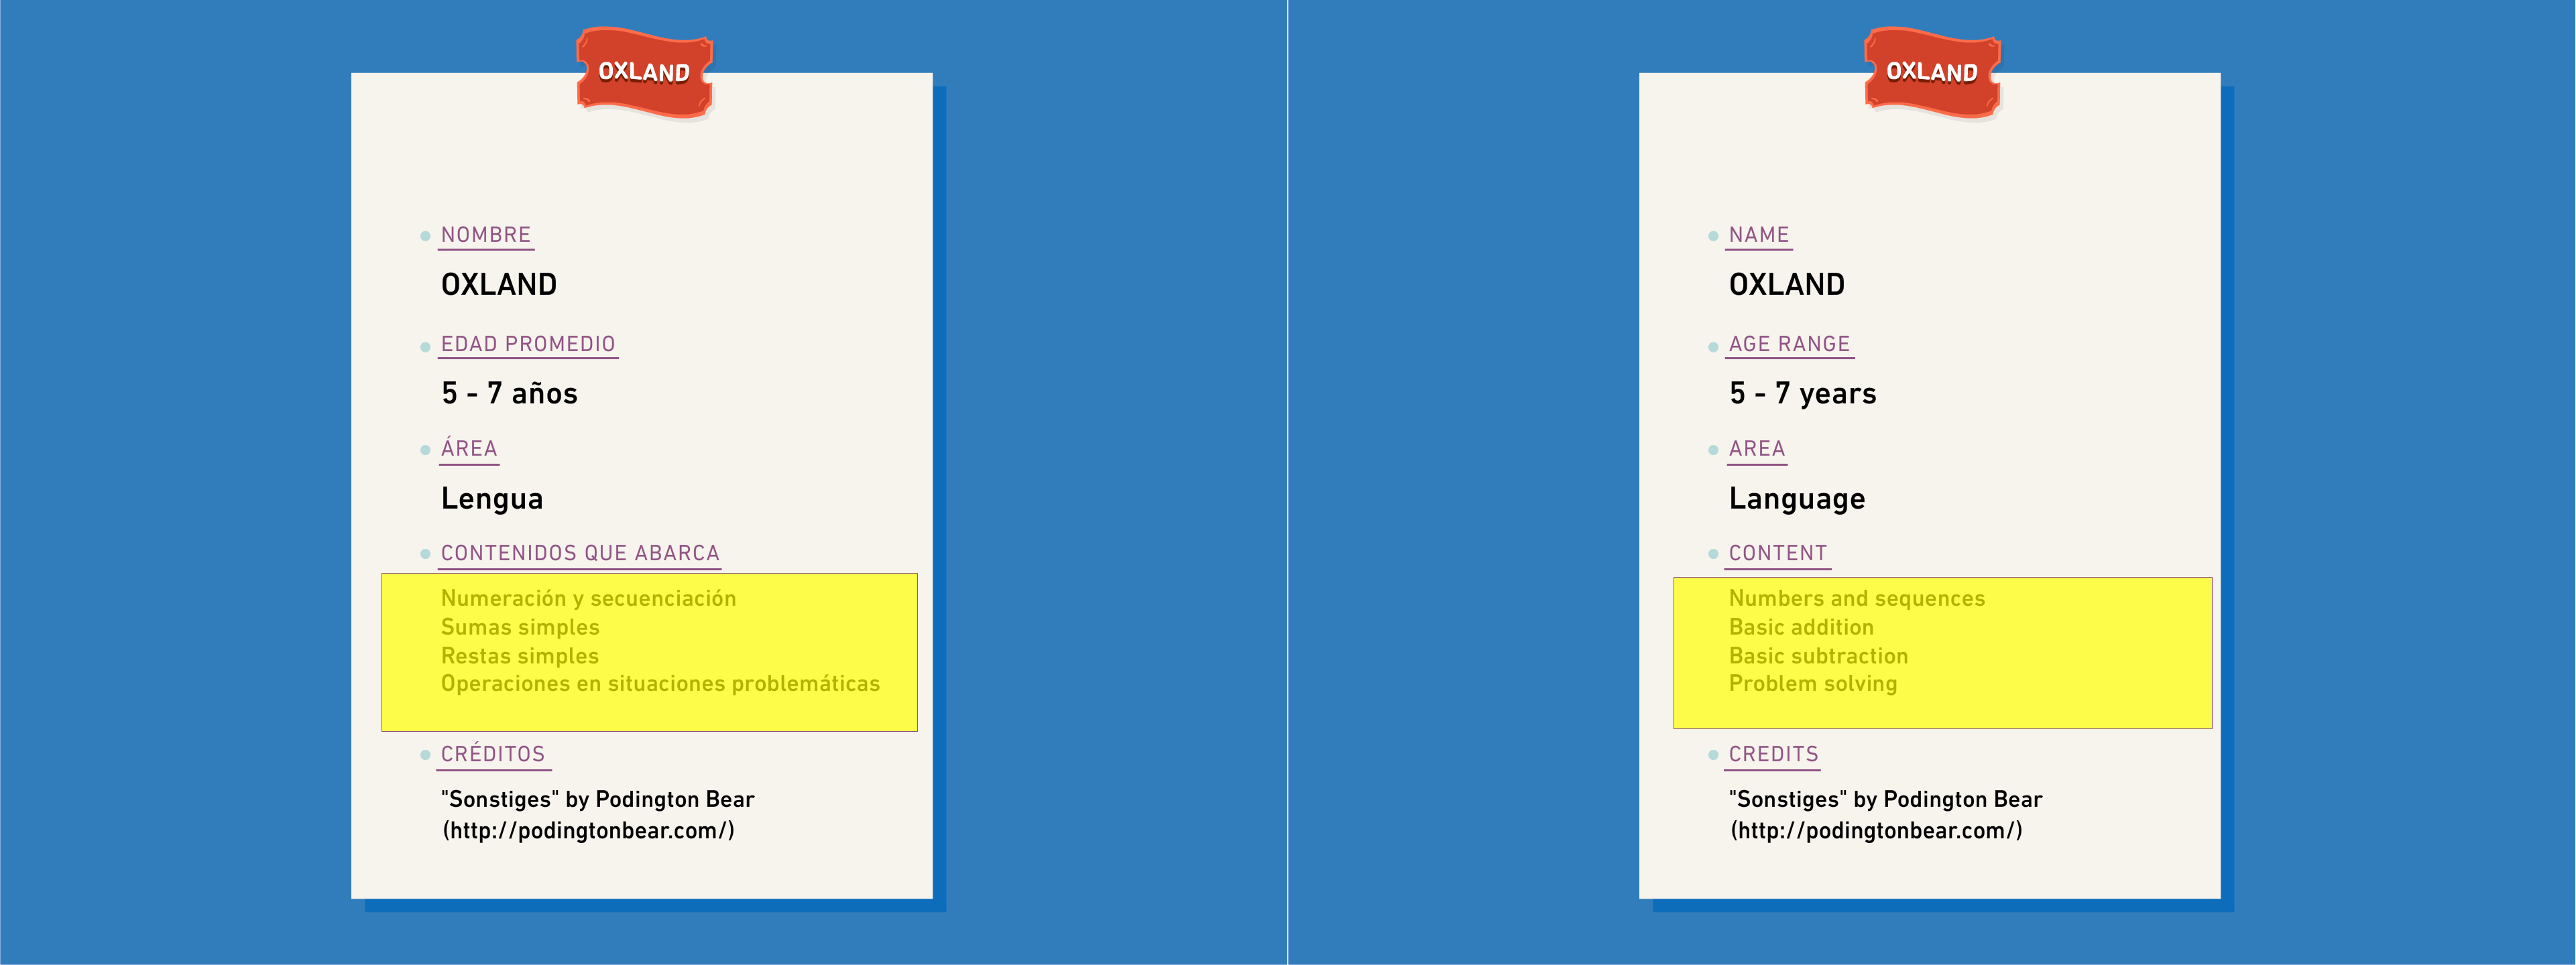 OXLAND
NOMBRE
OXLAND
EDAD PROMEDIO
5 - 7 años
ÁREA
Lengua
CONTENIDOS QUE ABARCA
Numeración y secuenciación
Sumas simples
Restas simples
Operaciones en situaciones problemáticas
CRÉDITOS
"Sonstiges" by Podington Bear
(http://podingtonbear.com/)
OXLAND
NAME
OXLAND
AGE RANGE
5 - 7 years
AREA
Language
CONTENT
Numbers and sequences
Basic addition
Basic subtraction
Problem solving
CREDITS
"Sonstiges" by Podington Bear
(http://podingtonbear.com/)